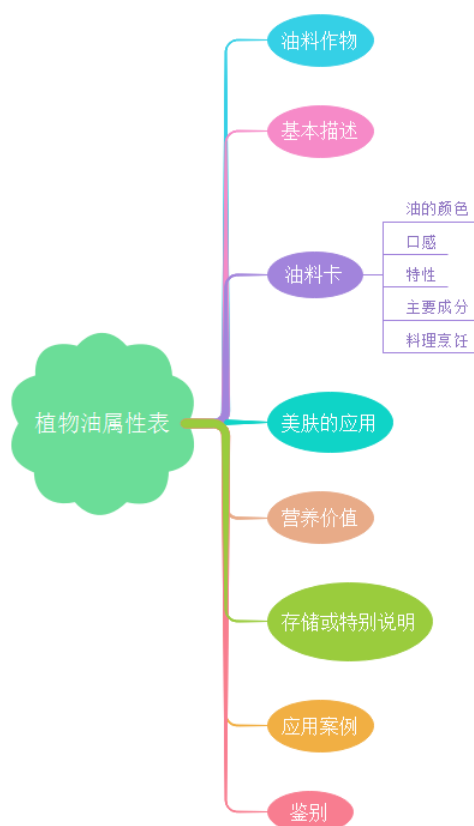 油料作物
基本描述
油料卡
油的颜色
口感
特性
主要成分
料理烹饪
植物油属性表
美肤的应用
营养价值
存储或特别说明
应用案例
鉴别